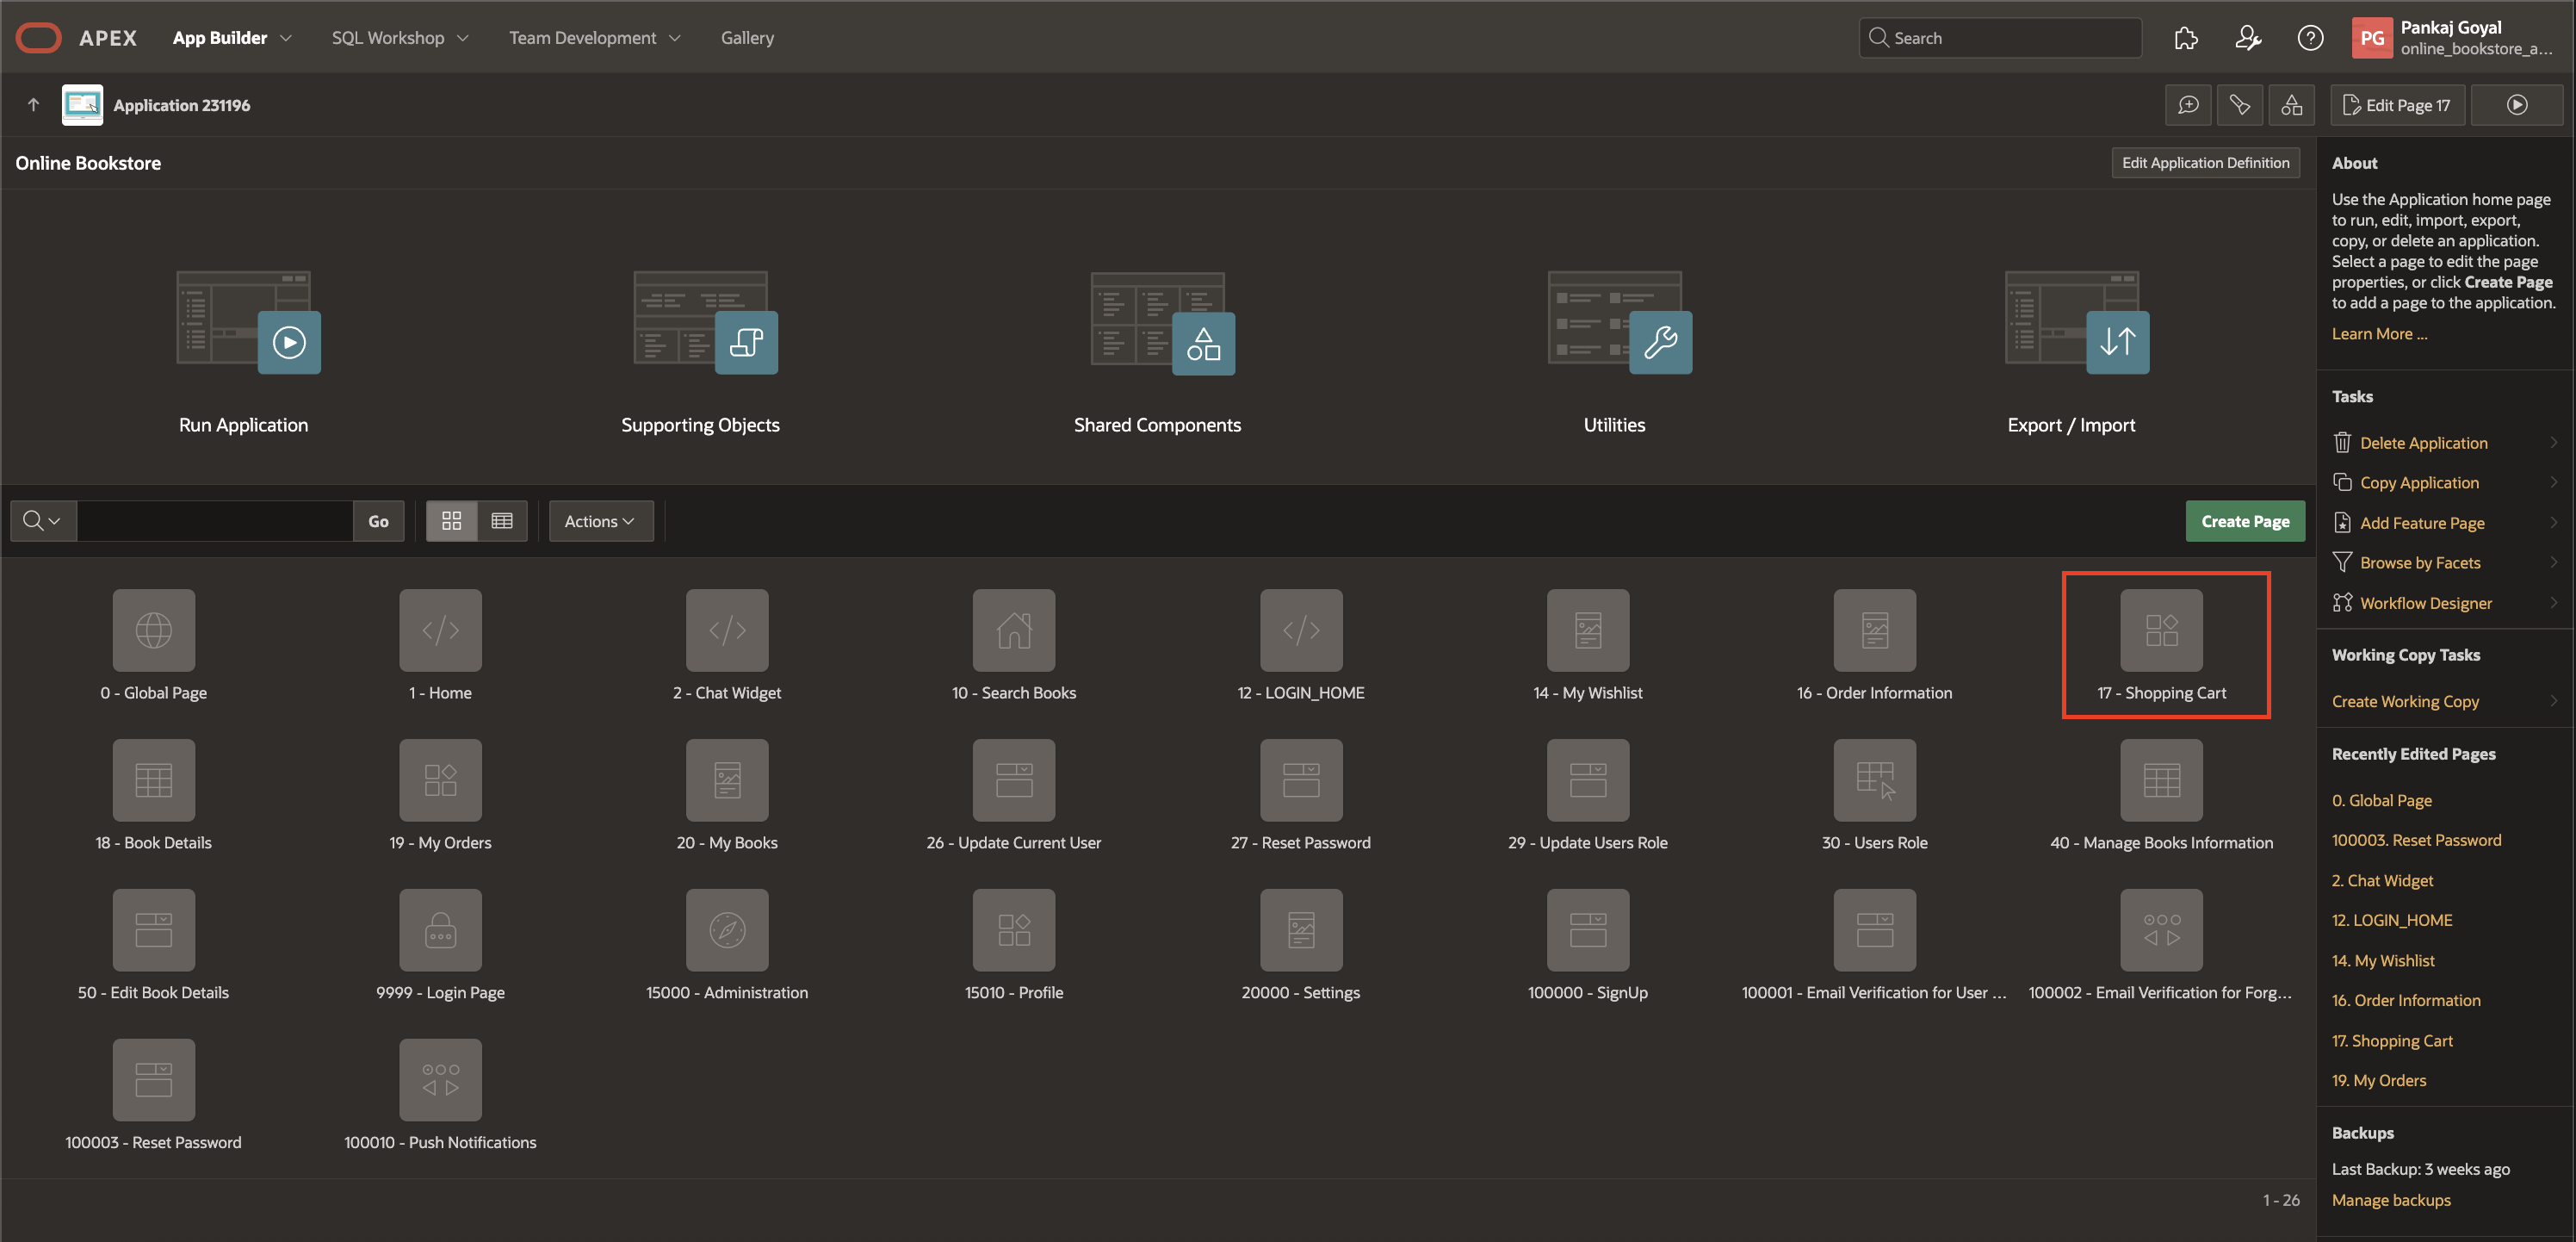 APEX
App Builder
SQL Workshop
Team Development
Gallery
Search
PG
Pankaj Goyal
online_bookstore_a...
Application 231196
Edit Page 17
Online Bookstore
Edit Application Definition
Run Application
Supporting Objects
Shared Components
Utilities
Export / Import
Go
Actions
Create Page
0 - Global Page
1 - Home
2 - Chat Widget
10 - Search Books
12 - LOGIN_HOME
14 - My Wishlist
16 - Order Information
17 - Shopping Cart
18 - Book Details
19 - My Orders
20 - My Books
26 - Update Current User
27 - Reset Password
29 - Update Users Role
30 - Users Role
40 - Manage Books Information
50 - Edit Book Details
9999 - Login Page
15000 - Administration
15010 - Profile
20000 - Settings
100000 - SignUp
100001 - Email Verification for User ...
100002 - Email Verification for Forg...
100003 - Reset Password
100010 - Push Notifications
1 - 26
About
Use the Application home page
to run, edit, import, export,
copy, or delete an application.
Select a page to edit the page
properties, or click Create Page
to add a page to the application.
Learn More ...
Tasks
Delete Application
Copy Application
Add Feature Page
Browse by Facets
Workflow Designer
Working Copy Tasks
Create Working Copy
Recently Edited Pages
0. Global Page
100003. Reset Password
2. Chat Widget
12. LOGIN_HOME
14. My Wishlist
16. Order Information
17. Shopping Cart
19. My Orders
Backups
Last Backup: 3 weeks ago
Manage backups